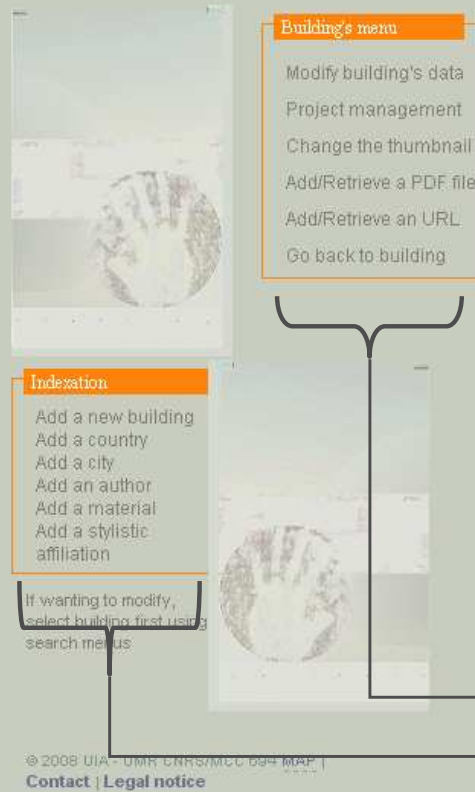 Building's menu
Modify building's data
Project management
Change the thumbnail
Add/Retrieve a PDF file
Add/Retrieve an URL
Go back to building
Indexation
Add a new building
Add a country
Add a city
Add an author
Add a material
Add a stylistic
affiliation
If wanting to modify,
select building first using
search menus
© 2008 UIA - UMR CNRS/MCC 694 MAP |
Contact | Legal notice